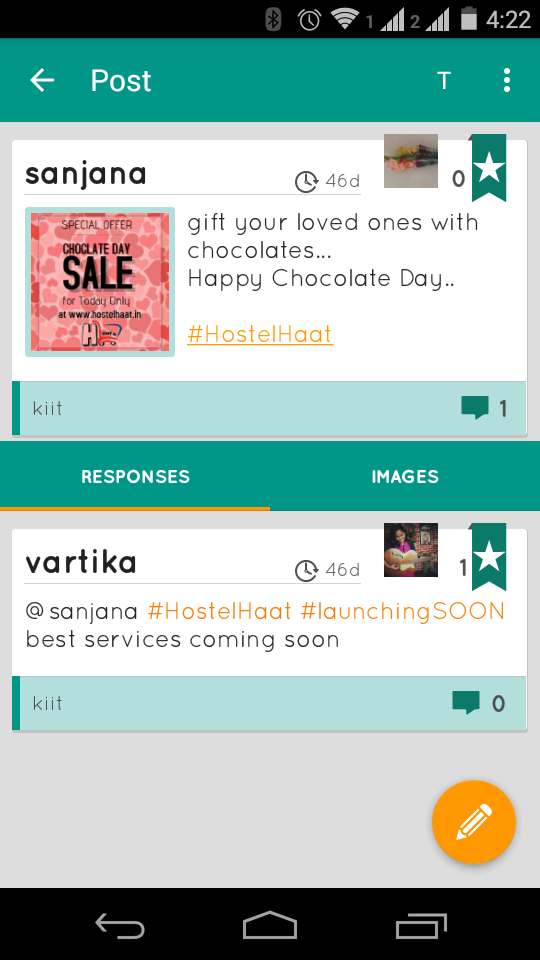 1 2 4:22
Post T
sanjana 46d 0
SPECIAL OFFER
CHOCLATE DAY
SALE
for Today Only
at www.hostelhaat.in
gift your loved ones with
chocolates...
Happy Chocolate Day..
#HostelHaat
kiit 1
RESPONSES IMAGES
vartika 46d 1
@sanjana #HostelHaat #launchingSOON
best services coming soon
kiit 0